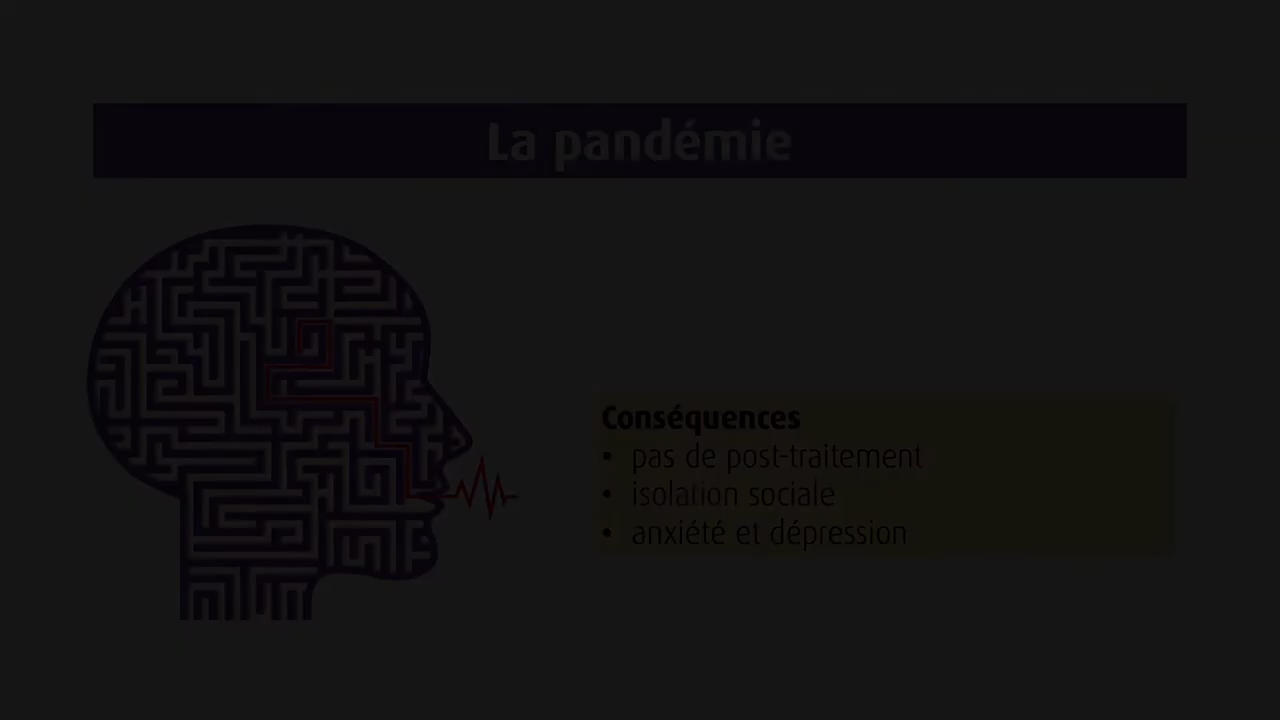 La pandémie
Conséquences
• pas de post-traitement
• isolation sociale
• anxiété et dépression